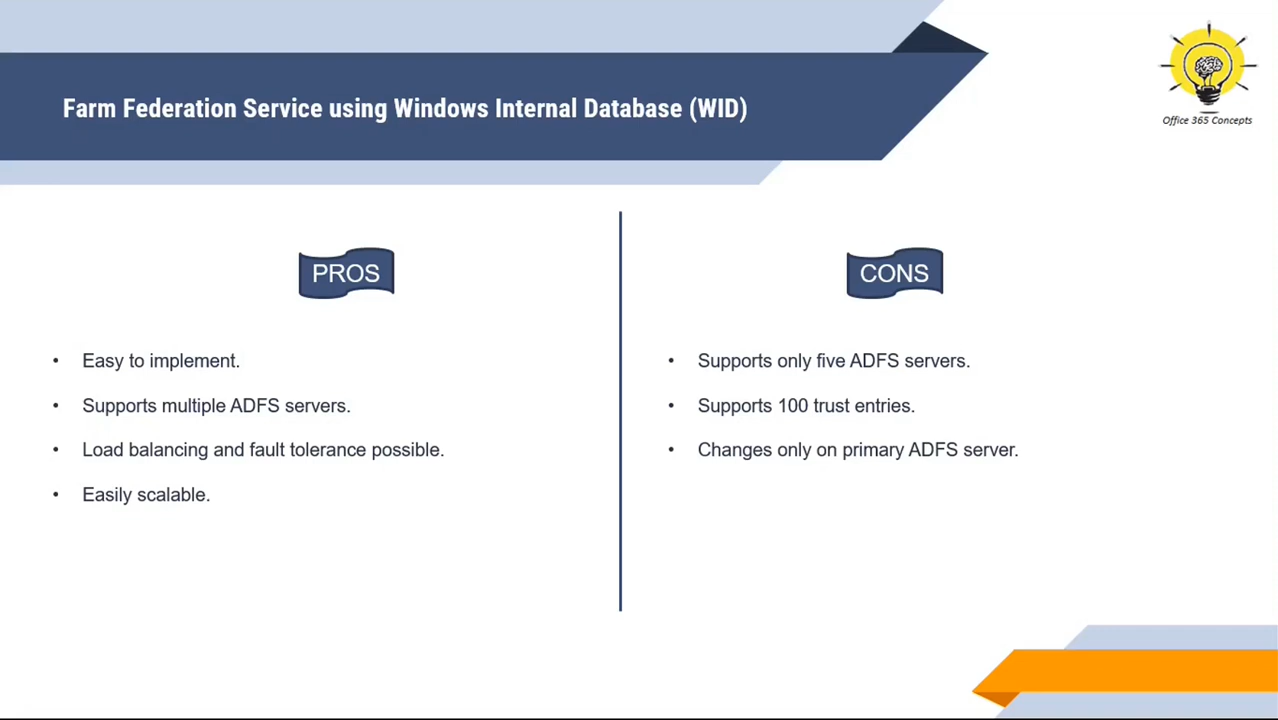 Farm Federation Service using Windows Internal Database (WID)
Office 365 Concepts
PROS
• Easy to implement.
• Supports multiple ADFS servers.
• Load balancing and fault tolerance possible.
• Easily scalable.
CONS
• Supports only five ADFS servers.
• Supports 100 trust entries.
• Changes only on primary ADFS server.